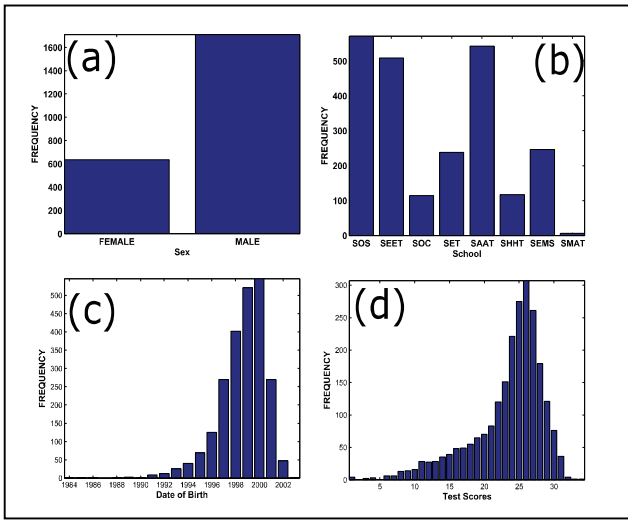 (a)
FREQUENCY
1600
1400
1200
1000
800
600
400
200
0
FEMALE MALE
Sex
(b)
FREQUENCY
500
400
300
200
100
0
SOS SEET SOC SET SAAT SHHT SEMS SMAT
School
(c)
FREQUENCY
500
450
400
350
300
250
200
150
100
50
0
1984 1986 1988 1990 1992 1994 1996 1998 2000 2002
Date of Birth
(d)
FREQUENCY
300
250
200
150
100
50
0
5 10 15 20 25 30
Test Scores